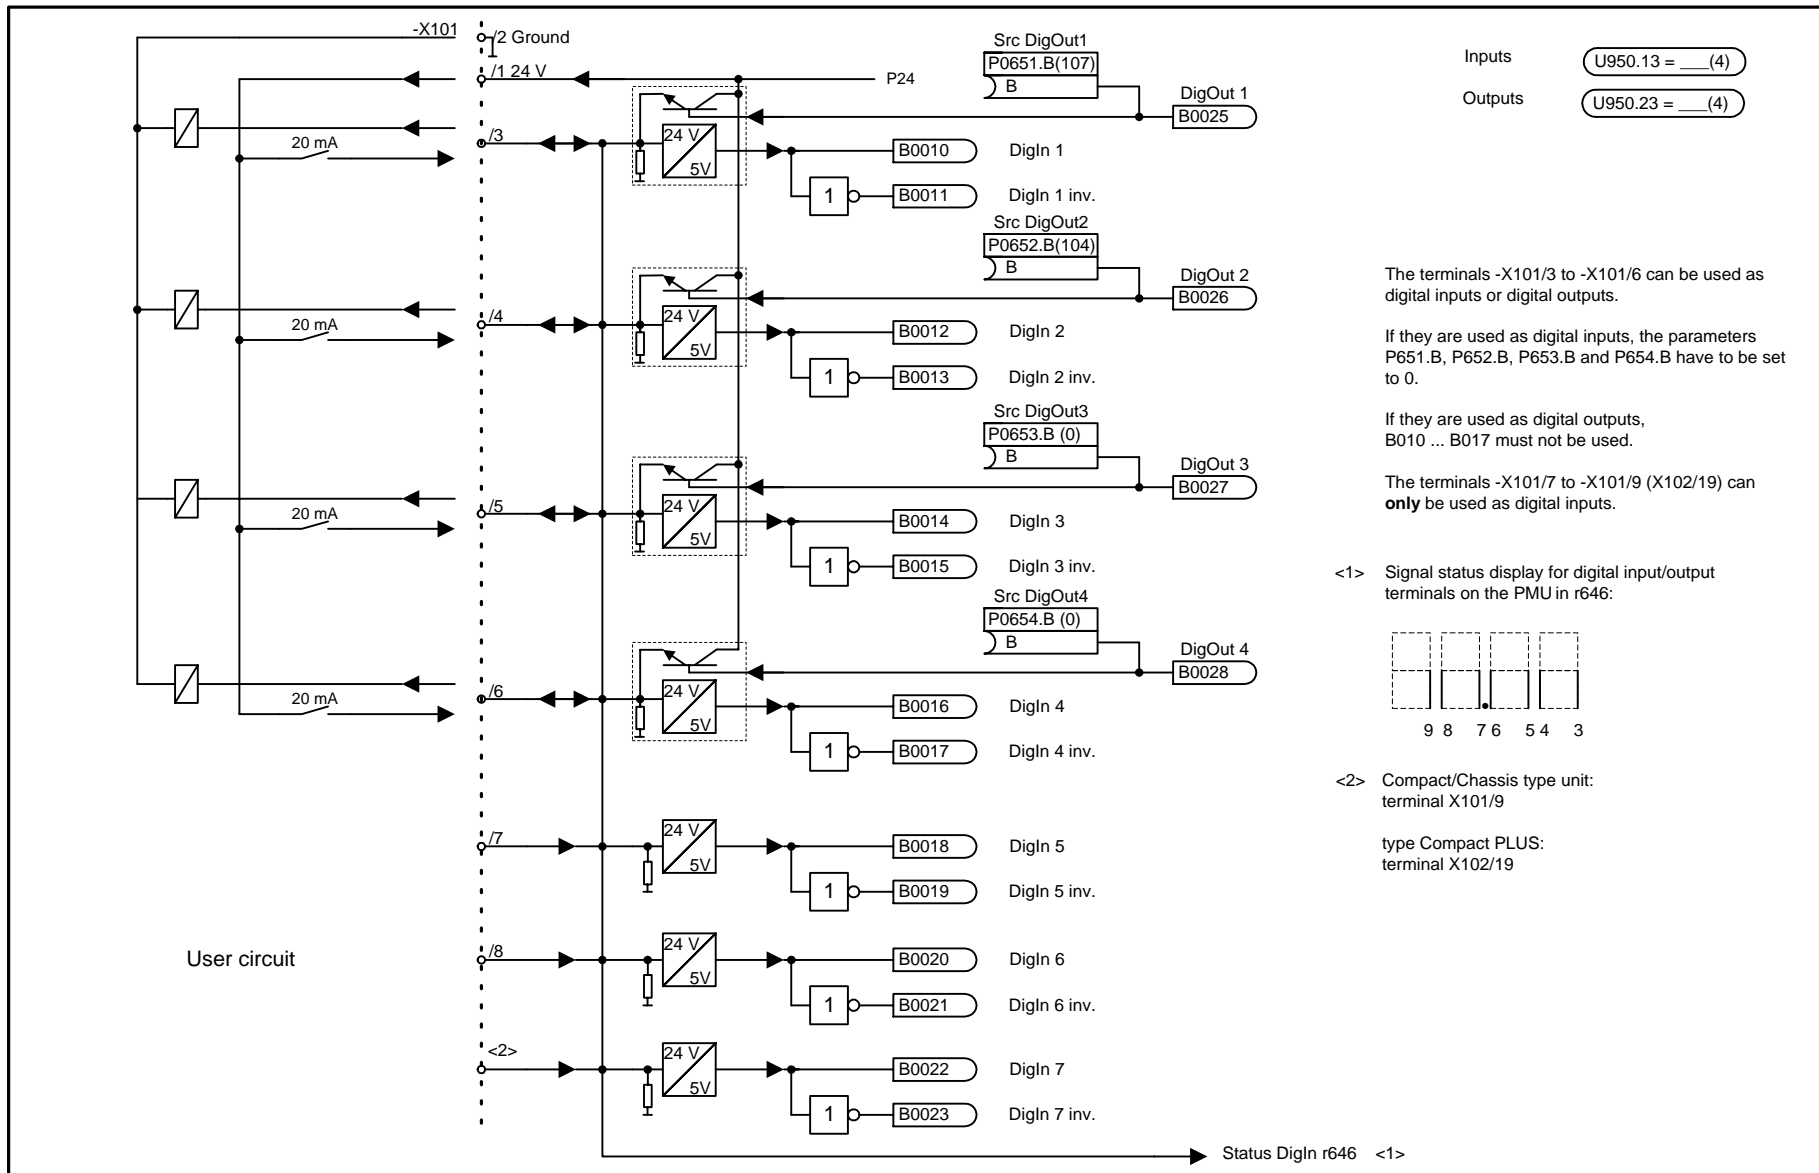 -X101
/2 Ground
/1 24 V
P24
Src DigOut1
P0651.B(107)
B
DigOut 1
B0025
Inputs
U950.13 = ___(4)
Outputs
U950.23 = ___(4)
20 mA
/3
24 V
5V
B0010
DigIn 1
1
B0011
DigIn 1 inv.
Src DigOut2
P0652.B(104)
B
DigOut 2
B0026
20 mA
/4
24 V
5V
B0012
DigIn 2
1
B0013
DigIn 2 inv.
Src DigOut3
P0653.B (0)
B
DigOut 3
B0027
20 mA
/5
24 V
5V
B0014
DigIn 3
1
B0015
DigIn 3 inv.
Src DigOut4
P0654.B (0)
B
DigOut 4
B0028
20 mA
/6
24 V
5V
B0016
DigIn 4
1
B0017
DigIn 4 inv.
/7
24 V
5V
B0018
DigIn 5
1
B0019
DigIn 5 inv.
User circuit
/8
24 V
5V
B0020
DigIn 6
1
B0021
DigIn 6 inv.
<2>
24 V
5V
B0022
DigIn 7
1
B0023
DigIn 7 inv.
Status DigIn r646 <1>
The terminals -X101/3 to -X101/6 can be used as
digital inputs or digital outputs.
If they are used as digital inputs, the parameters
P651.B, P652.B, P653.B and P654.B have to be set
to 0.
If they are used as digital outputs,
B010 ... B017 must not be used.
The terminals -X101/7 to -X101/9 (X102/19) can
only be used as digital inputs.
<1> Signal status display for digital input/output
terminals on the PMU in r646:
9 8 7 6 5 4 3
<2> Compact/Chassis type unit:
terminal X101/9
type Compact PLUS:
terminal X102/19